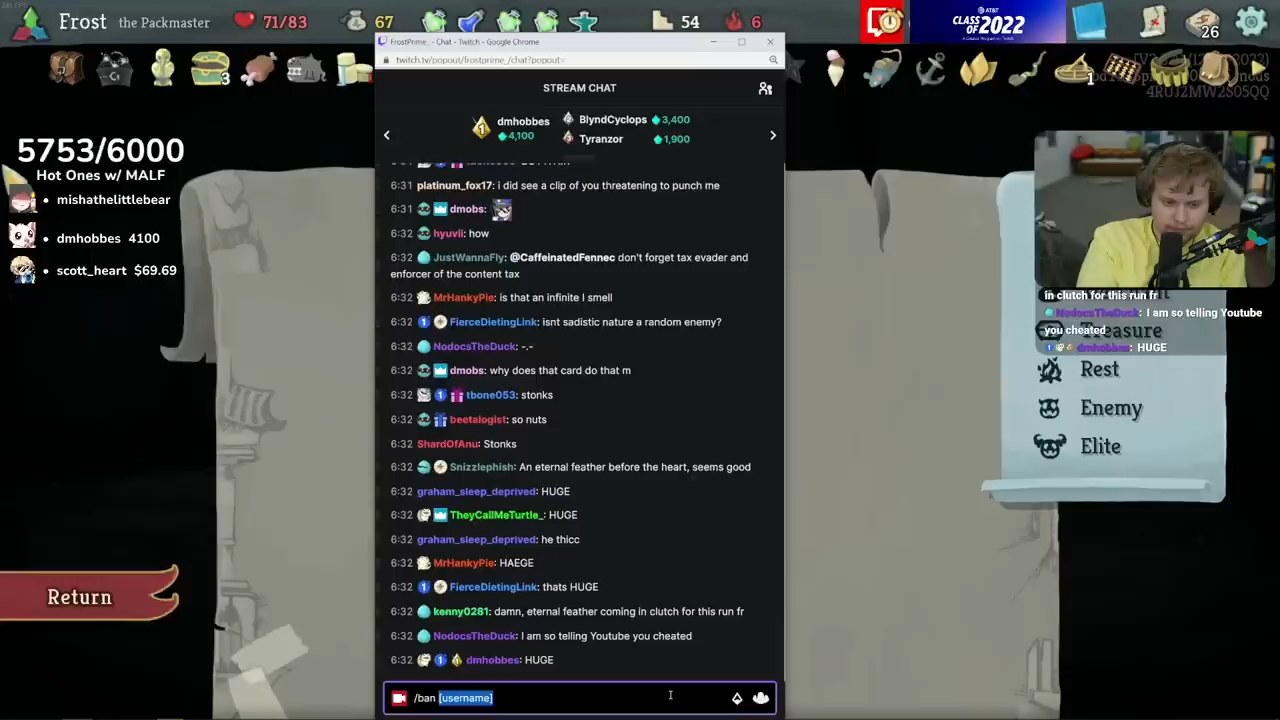 Frost the Packmaster
71/83
67
54
6
AT&T
CLASS OF 2022
26
3
1
4RUJ2MW2S05QQ
5753/6000
Hot Ones w/ MALF
• mishathelittlebear
• dmhobbes 4100
• scott_heart $69.69
FrostPrime_ - Chat - Twitch - Google Chrome
twitch.tv/popout/frostprime_/chat?popout=
STREAM CHAT
1 dmhobbes 4,100
BlyndCyclops 3,400
Tyranzor 1,900
platinum_fox17: i did see a clip of you threatening to punch me
6:31 dmobs:
6:31 hyuvii: how
6:32 JustWannaFly: @CaffeinatedFennec don't forget tax evader and
enforcer of the content tax
6:32 MrHankyPie: is that an infinite I smell
6:32 FierceDietingLink: isnt sadistic nature a random enemy?
6:32 NodocsTheDuck: -.-
6:32 dmobs: why does that card do that m
6:32 tbone053: stonks
6:32 beetalogist: so nuts
6:32 ShardOfAnu: Stonks
6:32 Snizzlephish: An eternal feather before the heart, seems good
6:32 graham_sleep_deprived: HUGE
6:32 TheyCallMeTurtle_: HUGE
6:32 graham_sleep_deprived: he thicc
6:32 MrHankyPie: HAEGE
6:32 FierceDietingLink: thats HUGE
6:32 kenny0281: damn, eternal feather coming in clutch for this run fr
6:32 NodocsTheDuck: I am so telling Youtube you cheated
6:32 dmhobbes: HUGE
/ban [username]
Return
in clutch for this run fr
NodocsTheDuck: I am so telling Youtube
you cheated
dmhobbes: HUGE
Treasure
Rest
Enemy
Elite